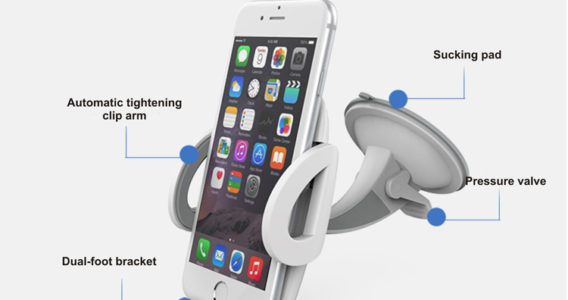 Sucking pad
Automatic tightening
clip arm
Pressure valve
Dual-foot bracket